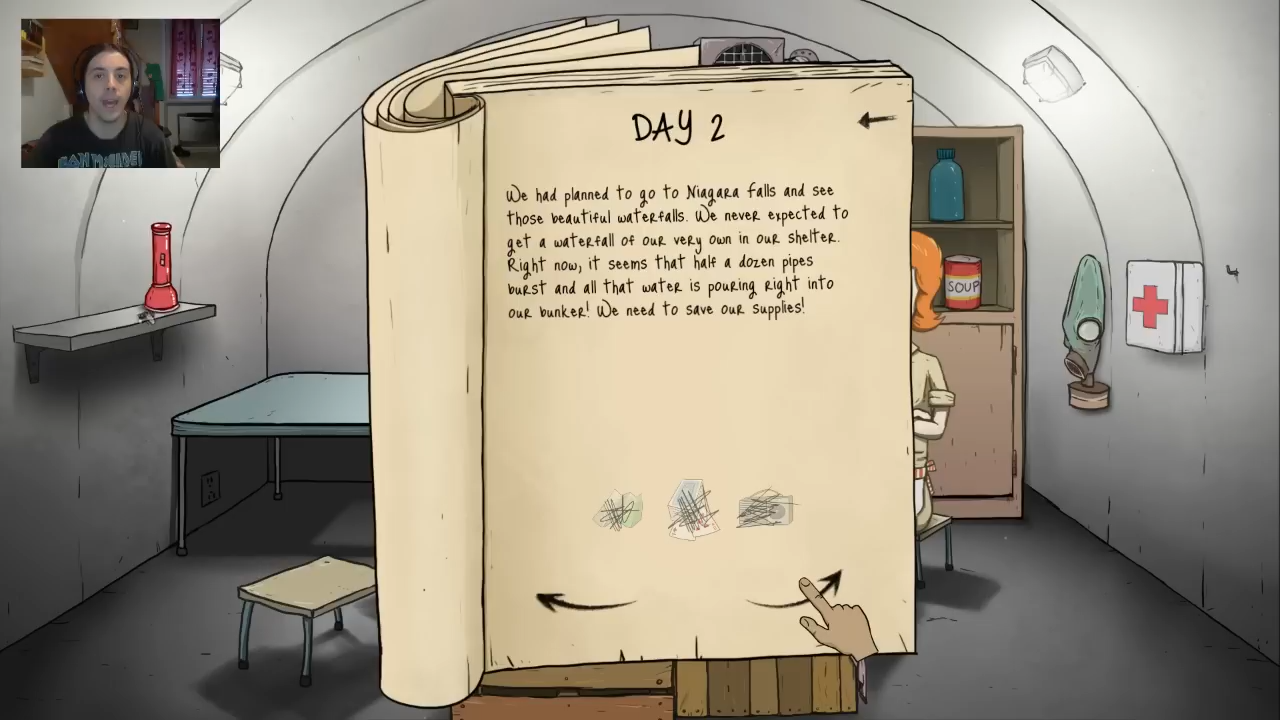 DAY 2
We had planned to go to Niagara Falls and see
those beautiful waterfalls. We never expected to
get a waterfall of our very own in our shelter.
Right now, it seems that half a dozen pipes
burst and all that water is pouring right into
our bunker! We need to save our supplies!
SOUP
IRON MAIDEN